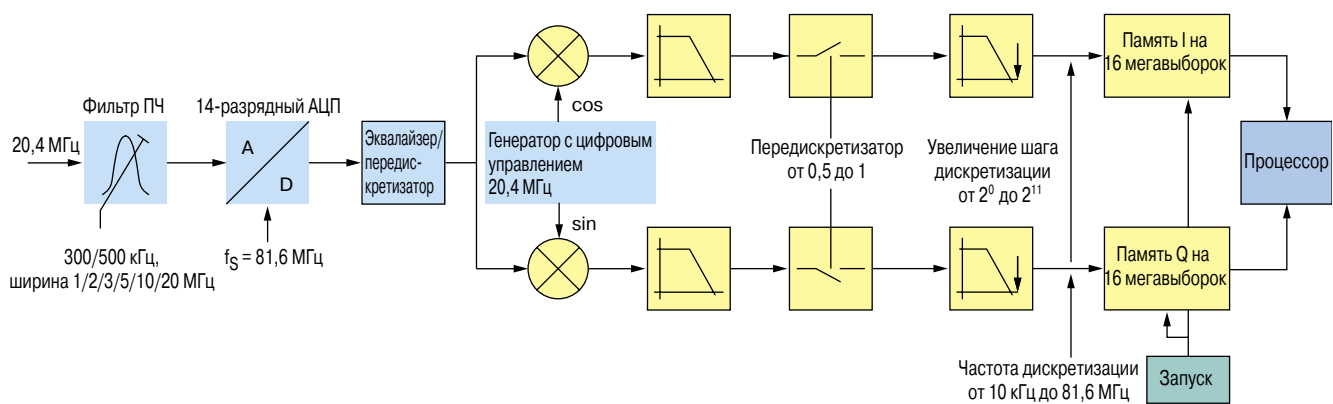 Фильтр ПЧ
20,4 МГц
300/500 кГц,
ширина 1/2/3/5/10/20 МГц
14-разрядный АЦП
A
D
fS = 81,6 МГц
Эквалайзер/
передис-
кретизатор
cos
Генератор с цифровым
управлением
20,4 МГц
sin
Передискретизатор
от 0,5 до 1
Увеличение шага
дискретизации
от 2⁰ до 2¹¹
Частота дискретизации
от 10 кГц до 81,6 МГц
Память I на
16 мегавыборок
Память Q на
16 мегавыборок
Запуск
Процессор